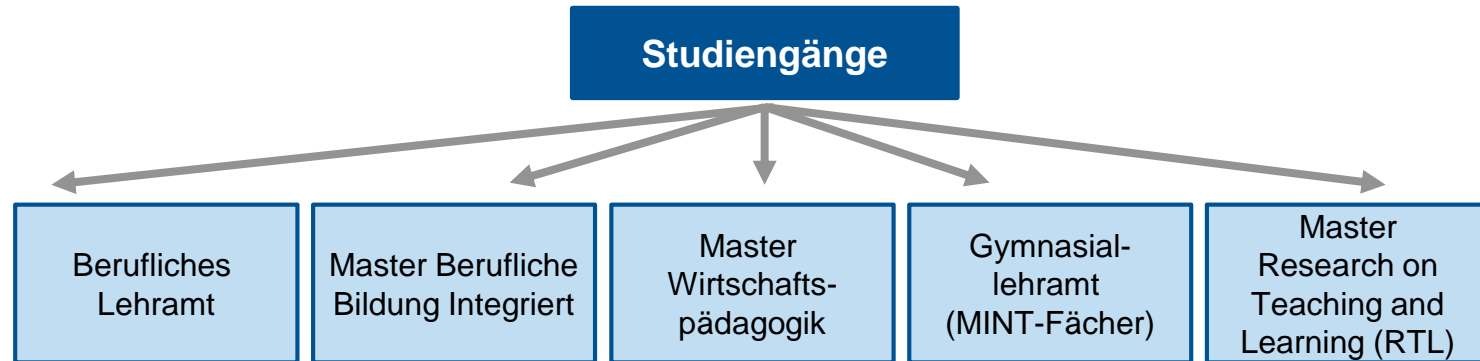 Studiengänge
Berufliches
Lehramt
Master Berufliche
Bildung Integriert
Master
Wirtschafts-
pädagogik
Gymnasial-
lehramt
(MINT-Fächer)
Master
Research on
Teaching and
Learning (RTL)